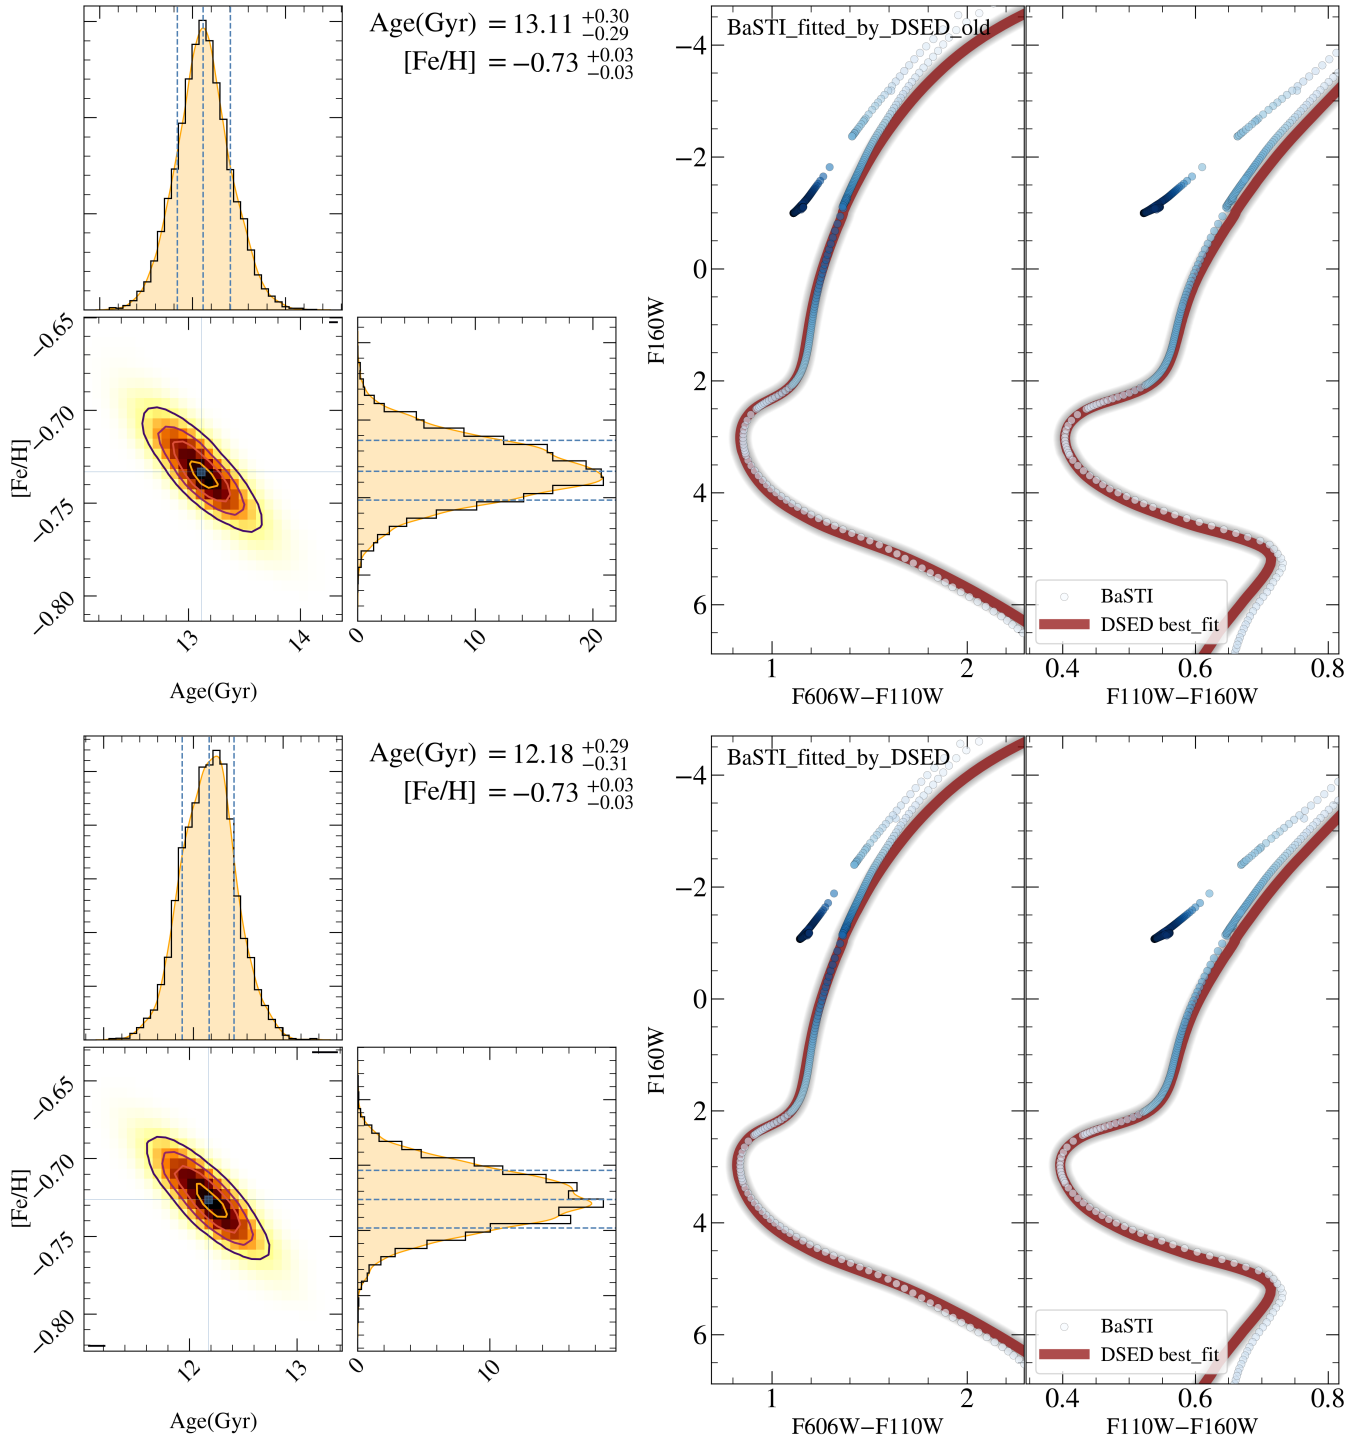 Age(Gyr) = 13.11 +0.30 −0.29
[Fe/H] = −0.73 +0.03 −0.03
−0.65
−0.70
−0.75
−0.80
[Fe/H]
13
14
Age(Gyr)
0
10
20
BaSTI_fitted_by_DSED_old
−4
−2
0
2
4
6
F160W
BaSTI
DSED best_fit
1
2
F606W−F110W
0.4
0.6
0.8
F110W−F160W
Age(Gyr) = 12.18 +0.29 −0.31
[Fe/H] = −0.73 +0.03 −0.03
−0.65
−0.70
−0.75
−0.80
[Fe/H]
12
13
Age(Gyr)
0
10
BaSTI_fitted_by_DSED
−4
−2
0
2
4
6
F160W
BaSTI
DSED best_fit
1
2
F606W−F110W
0.4
0.6
0.8
F110W−F160W